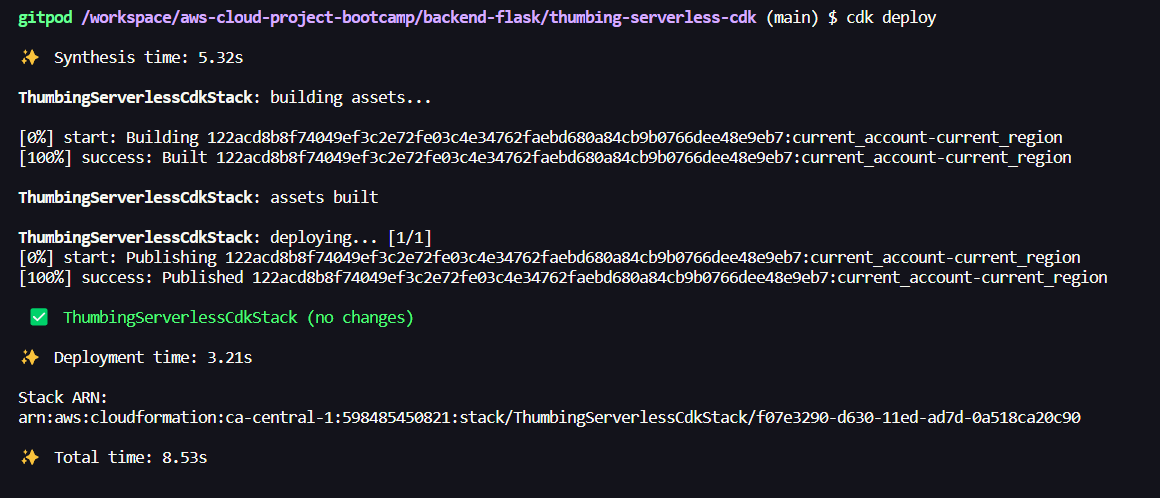 gitpod /workspace/aws-cloud-project-bootcamp/backend-flask/thumbing-serverless-cdk (main) $ cdk deploy
✨ Synthesis time: 5.32s
ThumbingServerlessCdkStack: building assets...
[0%] start: Building 122acd8b8f74049ef3c2e72fe03c4e34762faebd680a84cb9b0766dee48e9eb7:current_account-current_region
[100%] success: Built 122acd8b8f74049ef3c2e72fe03c4e34762faebd680a84cb9b0766dee48e9eb7:current_account-current_region
ThumbingServerlessCdkStack: assets built
ThumbingServerlessCdkStack: deploying... [1/1]
[0%] start: Publishing 122acd8b8f74049ef3c2e72fe03c4e34762faebd680a84cb9b0766dee48e9eb7:current_account-current_region
[100%] success: Published 122acd8b8f74049ef3c2e72fe03c4e34762faebd680a84cb9b0766dee48e9eb7:current_account-current_region
✅ ThumbingServerlessCdkStack (no changes)
✨ Deployment time: 3.21s
Stack ARN:
arn:aws:cloudformation:ca-central-1:598485450821:stack/ThumbingServerlessCdkStack/f07e3290-d630-11ed-ad7d-0a518ca20c90
✨ Total time: 8.53s